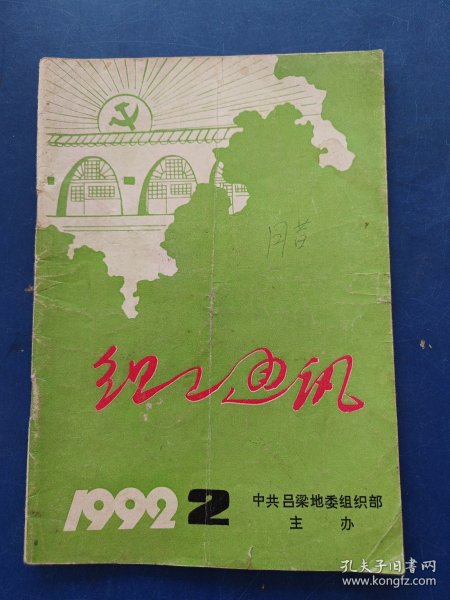 织工通讯
1992 2
中共吕梁地委组织部
主 办
孔夫子旧书网
www.kongfz.com